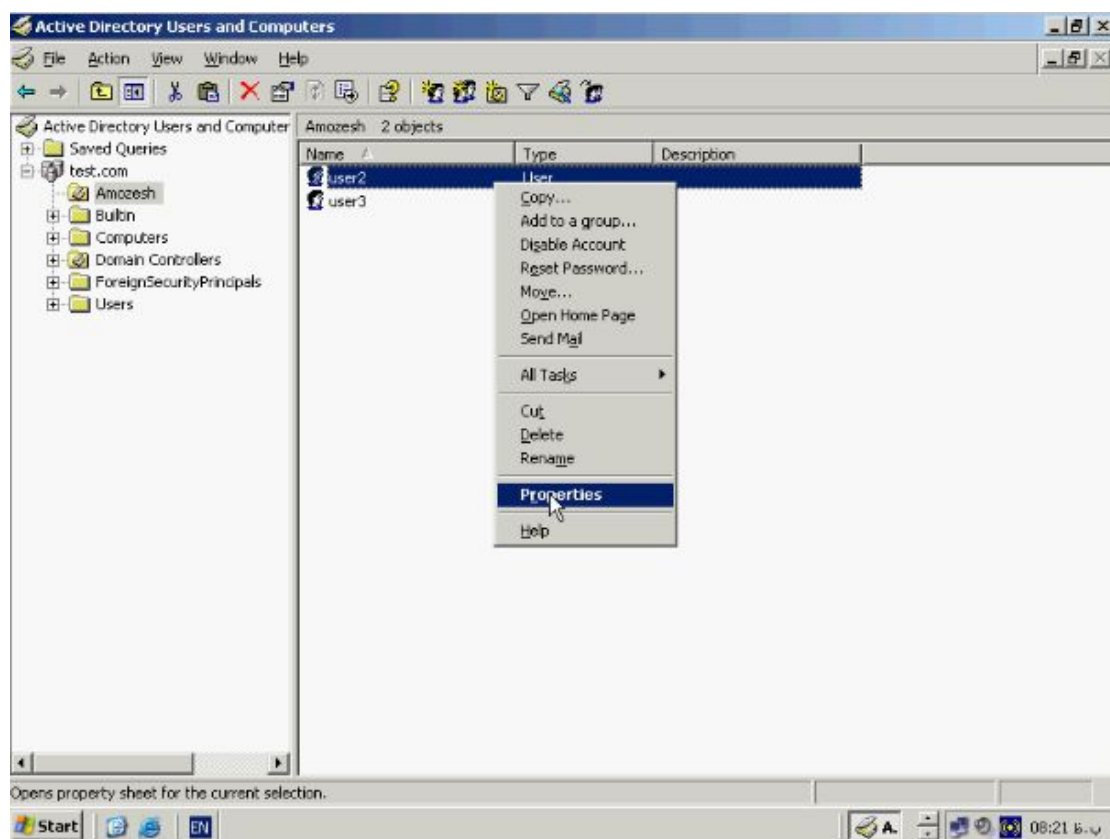 Active Directory Users and Computers
File Action View Window Help
Active Directory Users and Computer
Saved Queries
test.com
Amozesh
Builtin
Computers
Domain Controllers
ForeignSecurityPrincipals
Users
Amozesh 2 objects
Name Type Description
user2 User
user3
Copy...
Add to a group...
Disable Account
Reset Password...
Move...
Open Home Page
Send Mail
All Tasks
Cut
Delete
Rename
Properties
Help
Opens property sheet for the current selection.
Start EN A. 08:21 ب.ظ